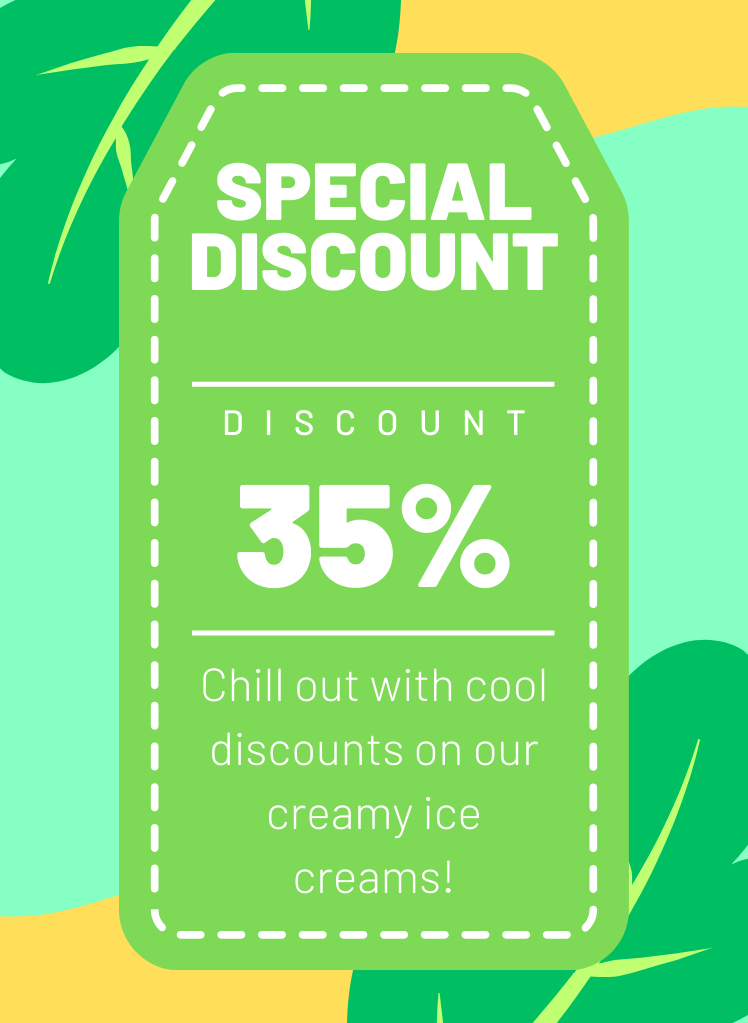 SPECIAL
DISCOUNT
DISCOUNT
35%
Chill out with cool
discounts on our
creamy ice
creams!